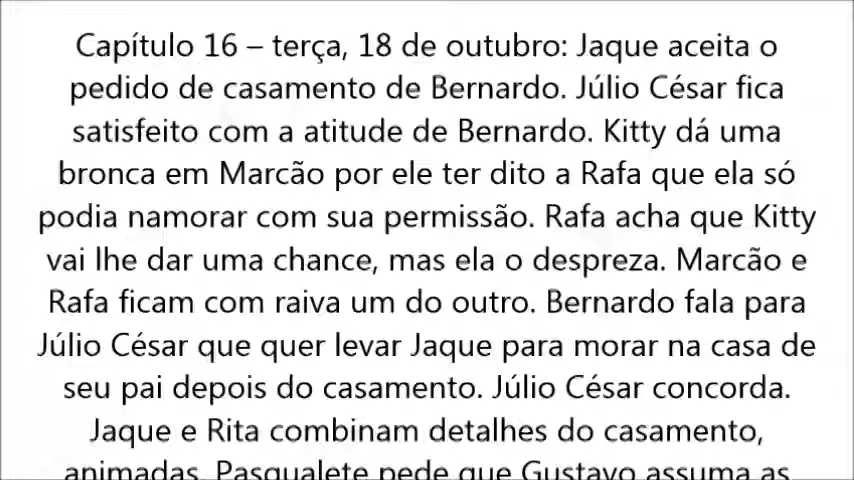 Capítulo 16 – terça, 18 de outubro: Jaque aceita o
pedido de casamento de Bernardo. Júlio César fica
satisfeito com a atitude de Bernardo. Kitty dá uma
bronca em Marcão por ele ter dito a Rafa que ela só
podia namorar com sua permissão. Rafa acha que Kitty
vai lhe dar uma chance, mas ela o despreza. Marcão e
Rafa ficam com raiva um do outro. Bernardo fala para
Júlio César que quer levar Jaque para morar na casa de
seu pai depois do casamento. Júlio César concorda.
Jaque e Rita combinam detalhes do casamento,
animadas. Pasqualete pede que Gustavo assuma as